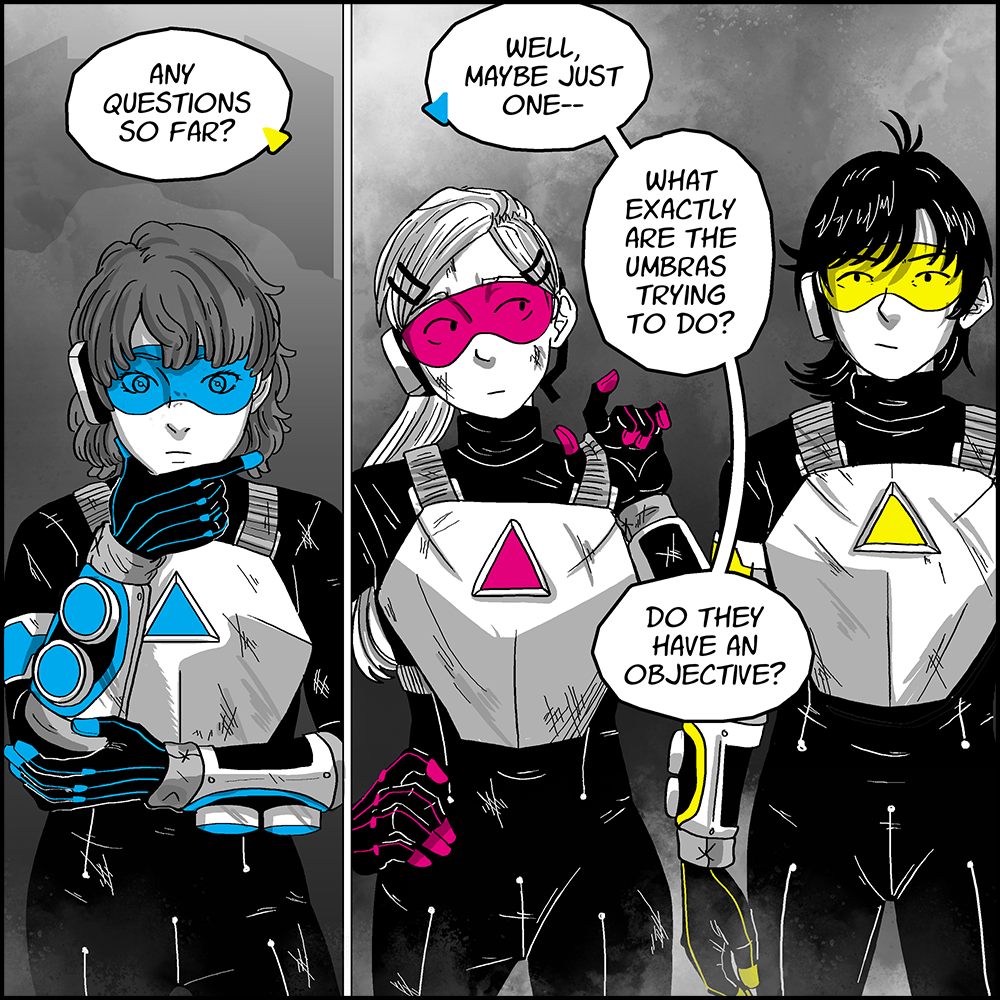 ANY
QUESTIONS
SO FAR?
WELL,
MAYBE JUST
ONE--
WHAT
EXACTLY
ARE THE
UMBRAS
TRYING
TO DO?
DO THEY
HAVE AN
OBJECTIVE?